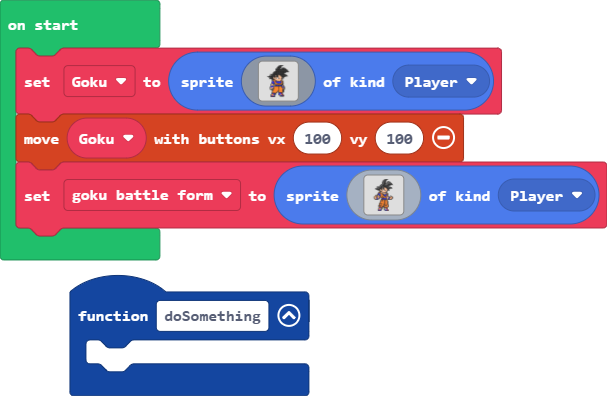 on start
set Goku to sprite of kind Player
move Goku with buttons vx 100 vy 100
set goku battle form to sprite of kind Player
function doSomething